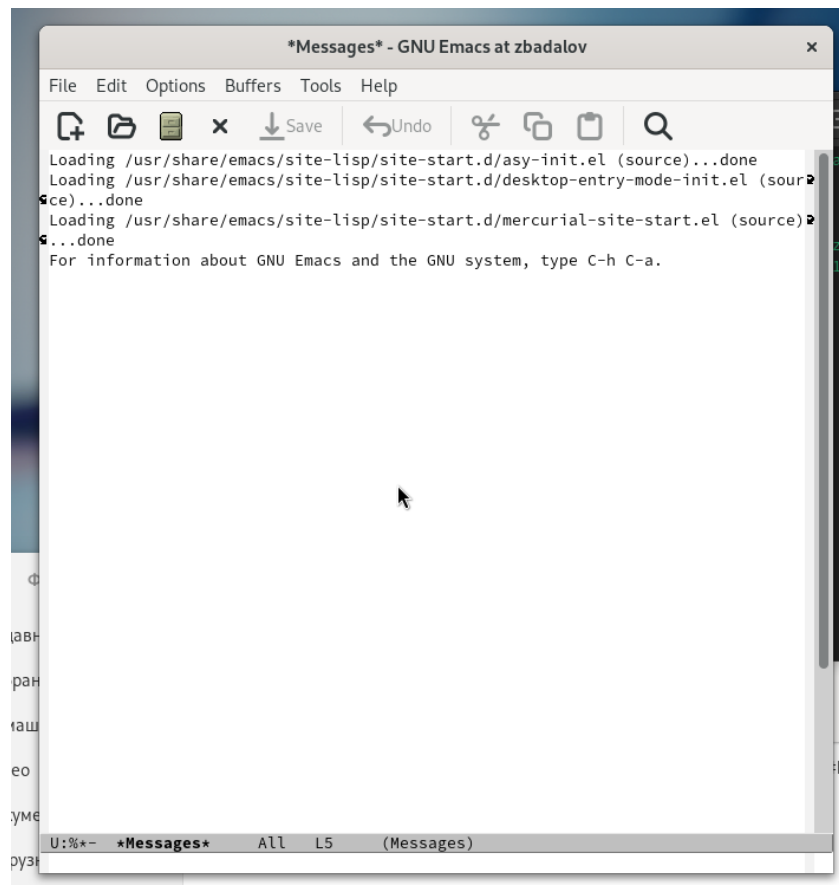 *Messages* - GNU Emacs at zbadalov
File Edit Options Buffers Tools Help
Save Undo
Loading /usr/share/emacs/site-lisp/site-start.d/asy-init.el (source)...done
Loading /usr/share/emacs/site-lisp/site-start.d/desktop-entry-mode-init.el (sour
ce)...done
Loading /usr/share/emacs/site-lisp/site-start.d/mercurial-site-start.el (source)
...done
For information about GNU Emacs and the GNU system, type C-h C-a.
U:%*- *Messages* All L5 (Messages)